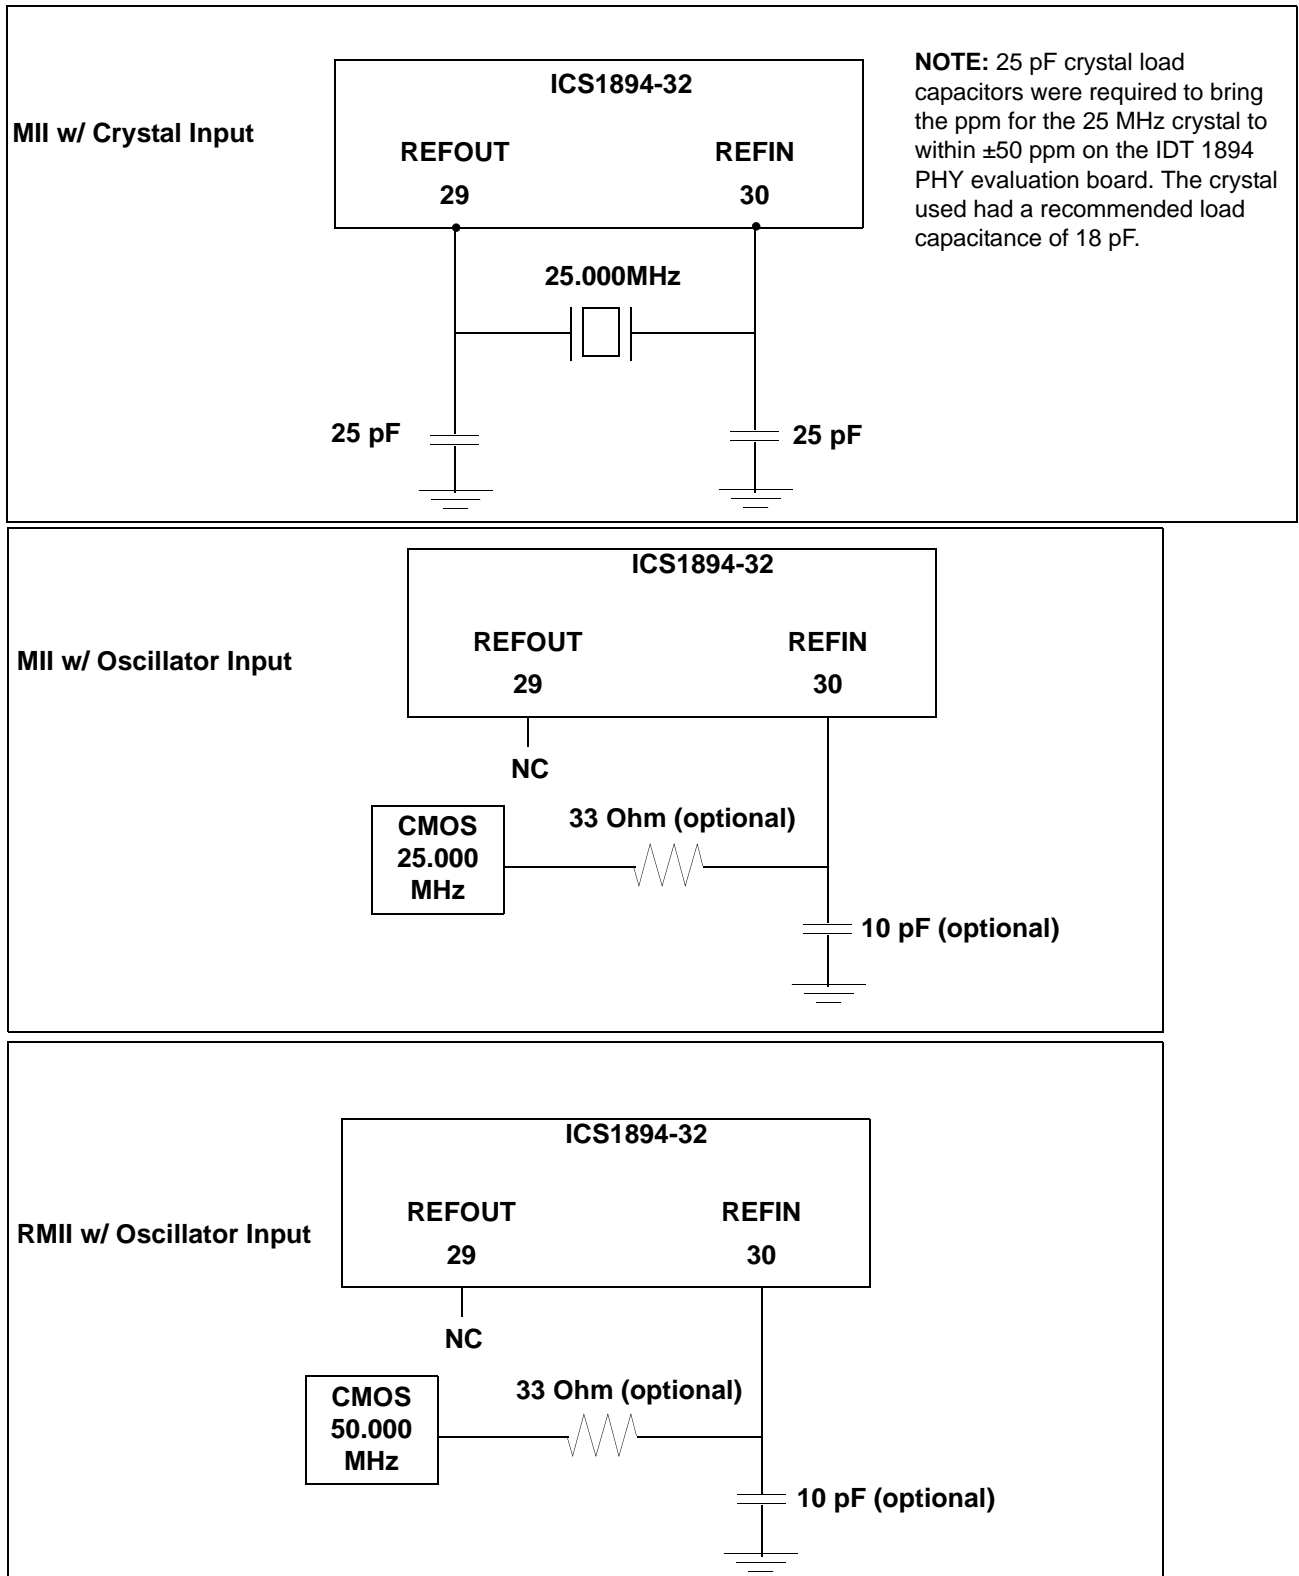 ICS1894-32
MII w/ Crystal Input
REFOUT
REFIN
29
30
25.000MHz
25 pF
25 pF
NOTE: 25 pF crystal load
capacitors were required to bring
the ppm for the 25 MHz crystal to
within ±50 ppm on the IDT 1894
PHY evaluation board. The crystal
used had a recommended load
capacitance of 18 pF.
ICS1894-32
MII w/ Oscillator Input
REFOUT
REFIN
29
30
NC
CMOS
25.000
MHz
33 Ohm (optional)
10 pF (optional)
ICS1894-32
RMII w/ Oscillator Input
REFOUT
REFIN
29
30
NC
CMOS
50.000
MHz
33 Ohm (optional)
10 pF (optional)